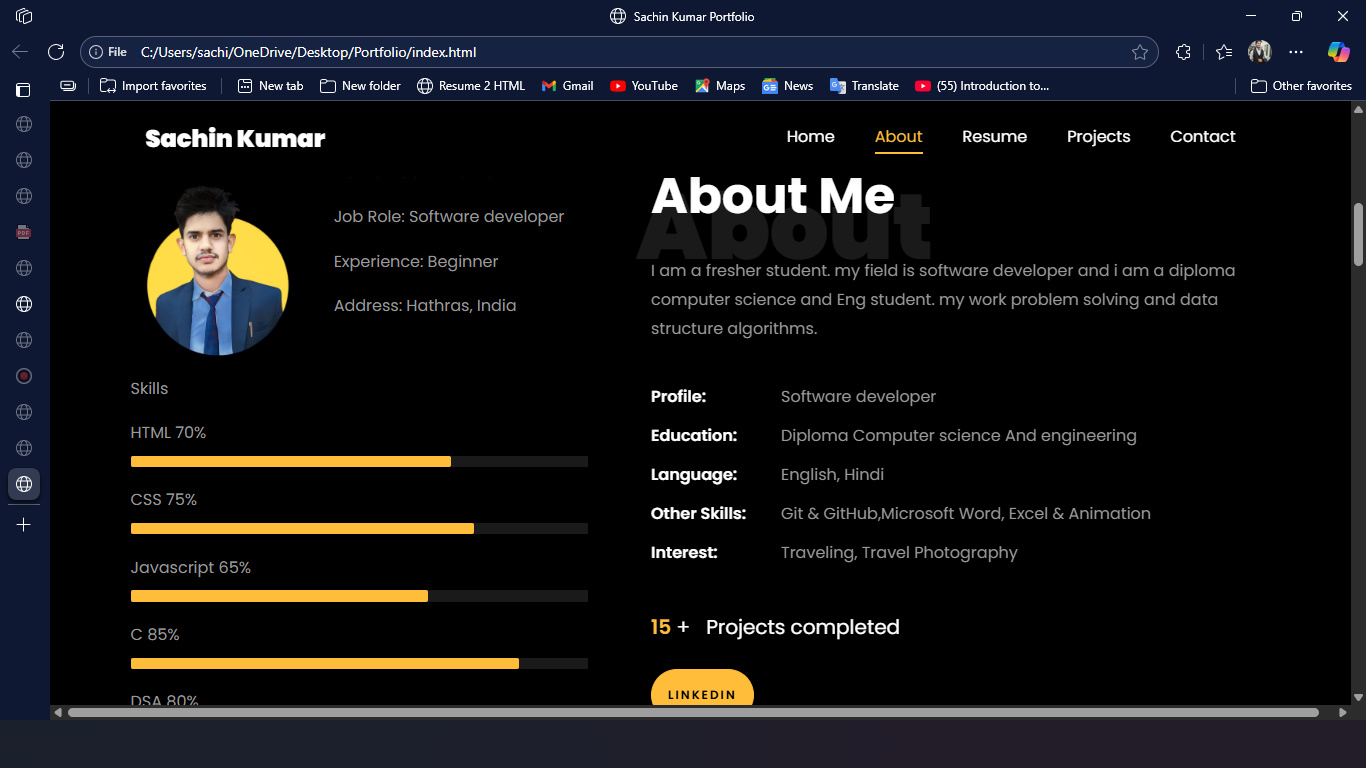 Sachin Kumar Portfolio
File C:/Users/sachi/OneDrive/Desktop/Portfolio/index.html
Import favorites New tab New folder Resume 2 HTML Gmail YouTube Maps News Translate (55) Introduction to... Other favorites
Sachin Kumar
Home About Resume Projects Contact
Job Role: Software developer
Experience: Beginner
Address: Hathras, India
Skills
HTML 70%
CSS 75%
Javascript 65%
C 85%
DSA 80%
About
About Me
I am a fresher student. my field is software developer and i am a diploma
computer science and Eng student. my work problem solving and data
structure algorithms.
Profile: Software developer
Education: Diploma Computer science And engineering
Language: English, Hindi
Other Skills: Git & GitHub,Microsoft Word, Excel & Animation
Interest: Traveling, Travel Photography
15 + Projects completed
LINKEDIN